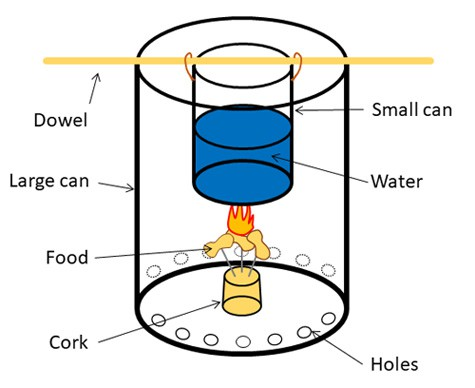 Dowel
Small can
Large can
Water
Food
Cork
Holes